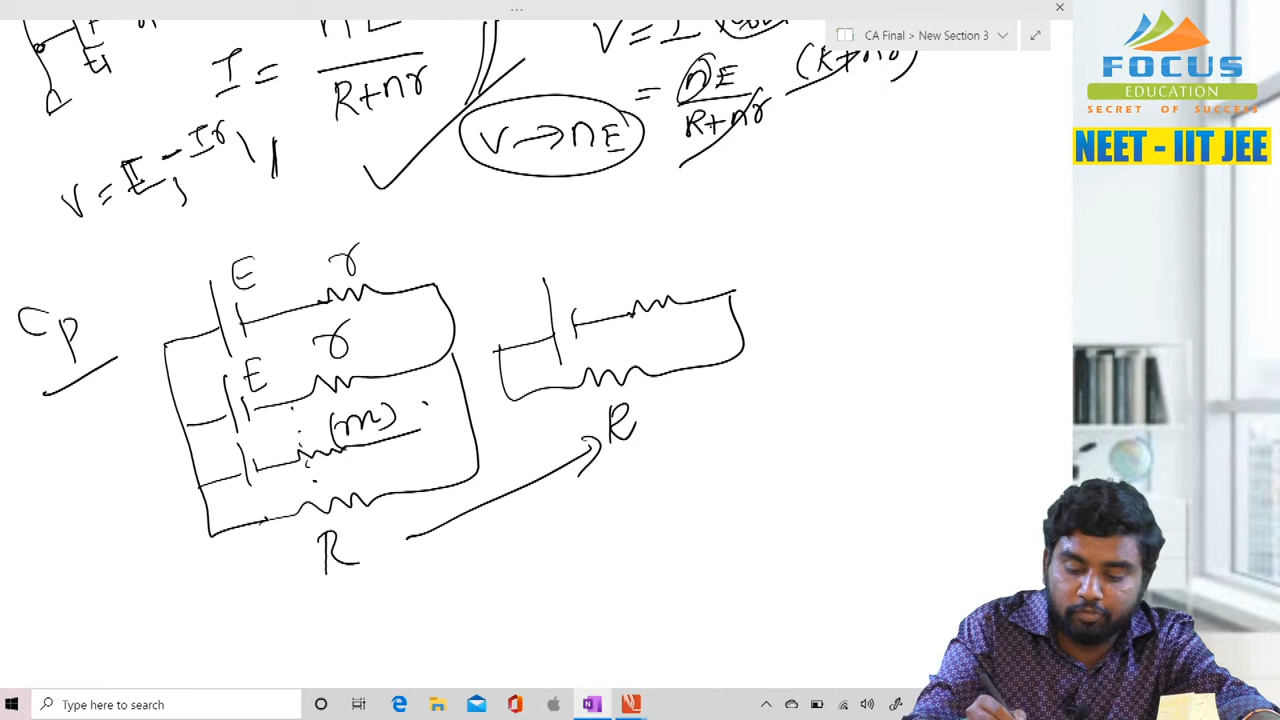 CA Final > New Section 3
I =
R+nr
V = I
= nE
R+nr
V → nE
V = E - Ir
FOCUS
EDUCATION
SECRET OF SUCCESS
NEET - IIT JEE
CP
E r
E r
(m)
R
R
Type here to search